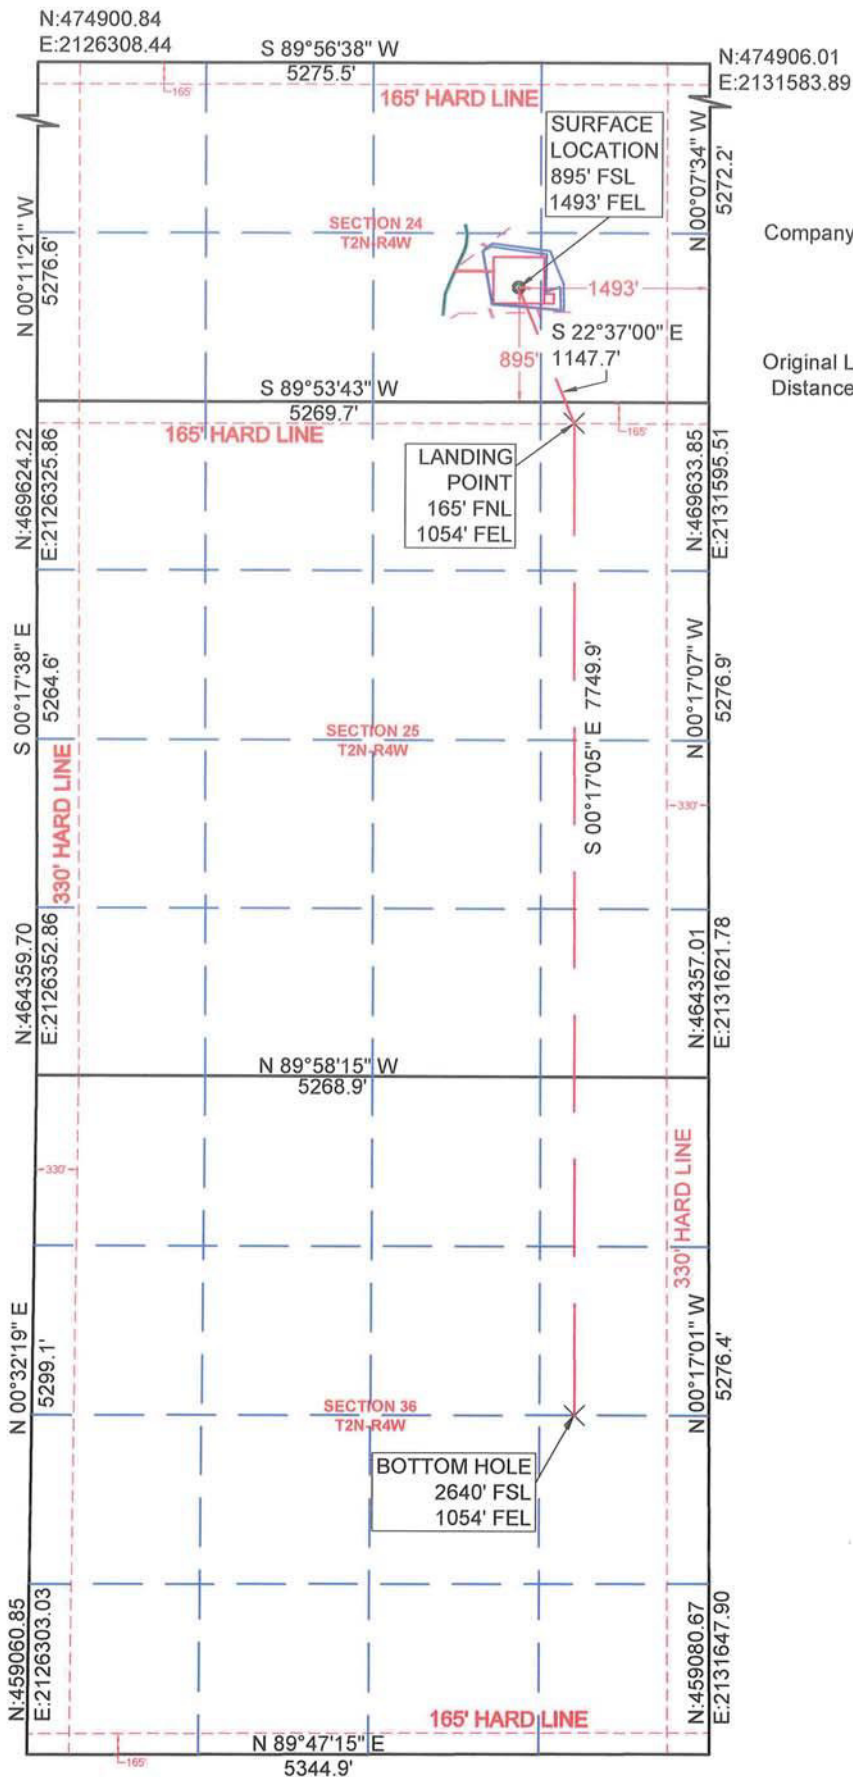 N:474900.84
E:2126308.44
S 89°56'38" W
5275.5'
N:474906.01
E:2131583.89
165'
165' HARD LINE
SURFACE
LOCATION
895' FSL
1493' FEL
N 00°11'21" W
5276.6'
N 00°07'34" W
5272.2'
SECTION 24
T2N-R4W
Company
1493'
S 22°37'00" E
1147.7'
895'
Original L
Distance
S 89°53'43" W
5269.7'
165' HARD LINE
165'
LANDING
POINT
165' FNL
1054' FEL
N:469624.22
E:2126325.86
N:469633.85
E:2131595.51
S 00°17'38" E
5264.6'
S 00°17'05" E 7749.9'
N 00°17'07" W
5276.9'
SECTION 25
T2N-R4W
330' HARD LINE
330'
N:464359.70
E:2126352.86
N:464357.01
E:2131621.78
N 89°58'15" W
5268.9'
330'
330' HARD LINE
N 00°32'19" E
5299.1'
N 00°17'01" W
5276.4'
SECTION 36
T2N-R4W
BOTTOM HOLE
2640' FSL
1054' FEL
N:459060.85
E:2126303.03
N:459080.67
E:2131647.90
165' HARD LINE
N 89°47'15" E
165'
5344.9'